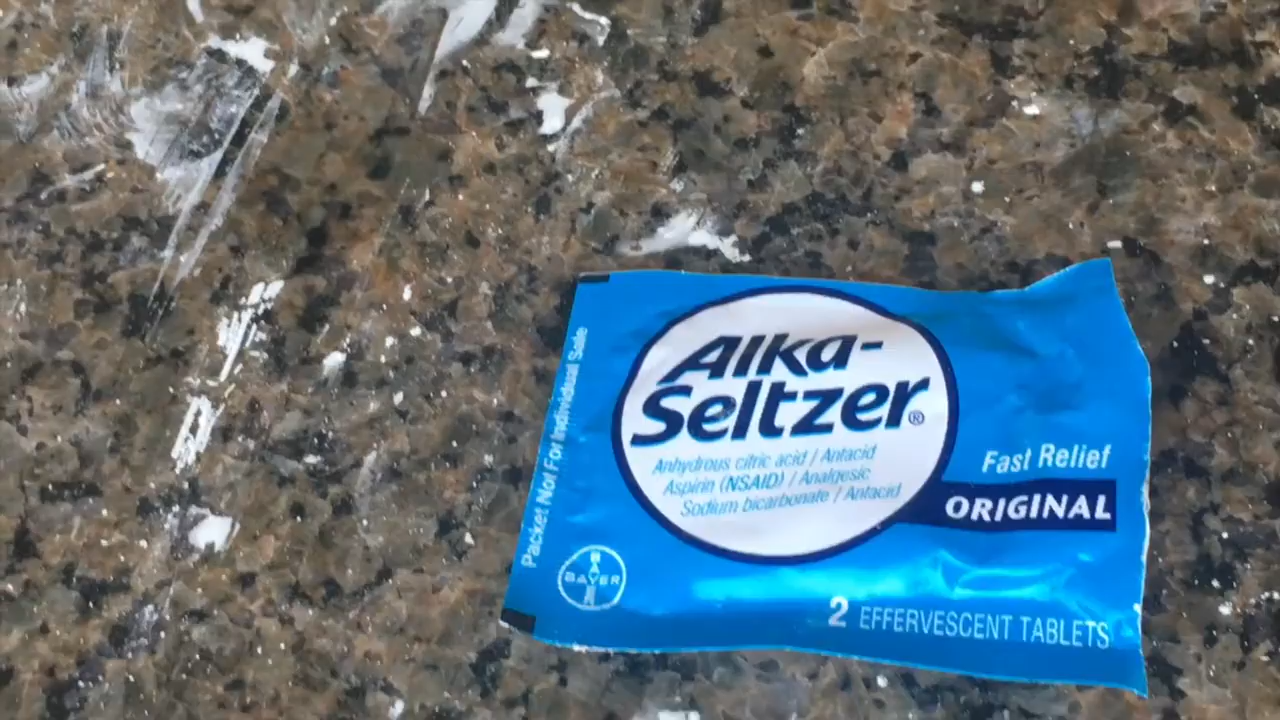 Alka-
Seltzer®
Anhydrous citric acid / Antacid
Aspirin (NSAID) / Analgesic
Sodium bicarbonate / Antacid
Fast Relief
ORIGINAL
2 EFFERVESCENT TABLETS
Packet Not For Individual Sale
BAYER
BAYER